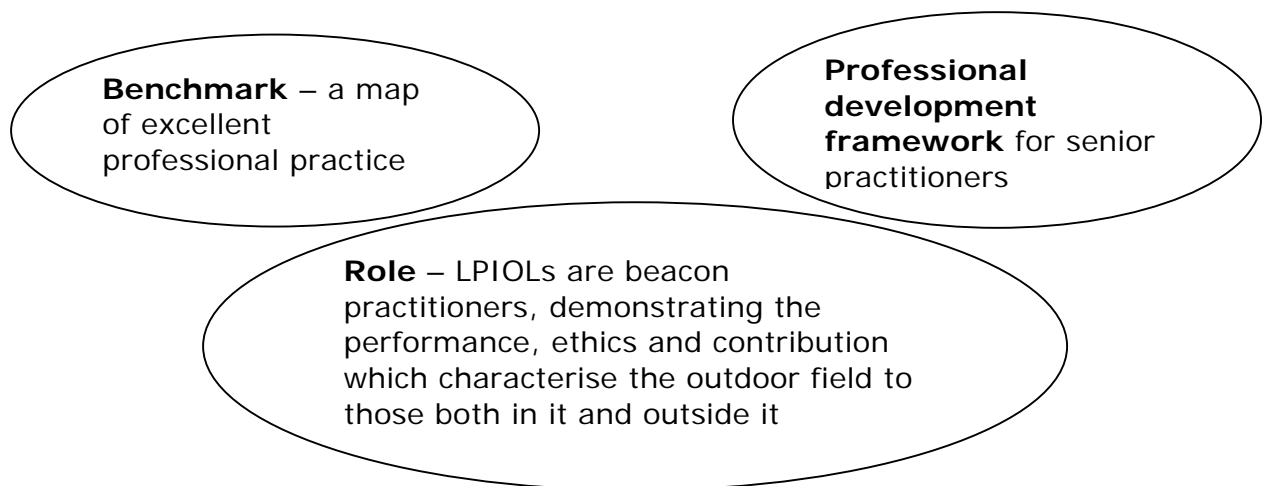 Benchmark – a map
of excellent
professional practice
Professional
development
framework for senior
practitioners
Role – LPIOLs are beacon
practitioners, demonstrating the
performance, ethics and contribution
which characterise the outdoor field to
those both in it and outside it